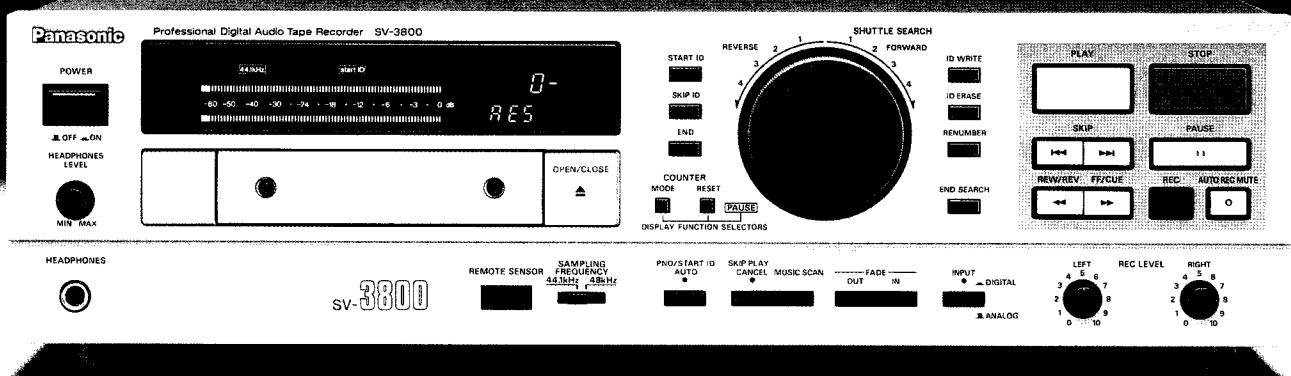 Panasonic
Professional Digital Audio Tape Recorder SV-3800
POWER
OFF ON
HEADPHONES
LEVEL
MIN MAX
44.1kHz start ID
0-
-60 -50 -40 -30 -24 -18 -12 -6 -3 0 dB
AES
OPEN/CLOSE
START ID
SKIP ID
END
COUNTER
MODE RESET
PAUSE
DISPLAY FUNCTION SELECTORS
SHUTTLE SEARCH
REVERSE 1 1 FORWARD
2 2
3 3
4 4
ID WRITE
ID ERASE
RENUMBER
END SEARCH
PLAY STOP
SKIP PAUSE
REW/REV FF/CUE REC AUTO REC MUTE
HEADPHONES
SV-3800
REMOTE SENSOR
SAMPLING
FREQUENCY
44.1kHz 48kHz
PNO/START ID
AUTO
SKIP PLAY
CANCEL MUSIC SCAN
FADE
OUT IN
INPUT
DIGITAL
ANALOG
REC LEVEL
LEFT
0 1 2 3 4 5 6 7 8 9 10
RIGHT
0 1 2 3 4 5 6 7 8 9 10